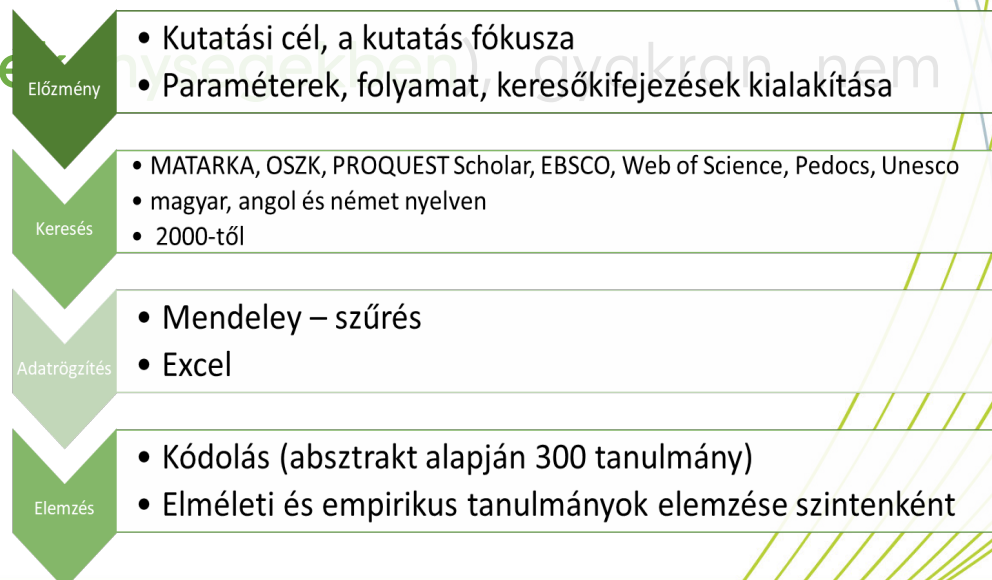 Előzmény
• Kutatási cél, a kutatás fókusza
• Paraméterek, folyamat, keresőkifejezések kialakítása
gyakran nem
Keresés
• MATARKA, OSZK, PROQUEST Scholar, EBSCO, Web of Science, Pedocs, Unesco
• magyar, angol és német nyelven
• 2000-től
Adatrögzítés
• Mendeley – szűrés
• Excel
Elemzés
• Kódolás (absztrakt alapján 300 tanulmány)
• Elméleti és empirikus tanulmányok elemzése szintenként